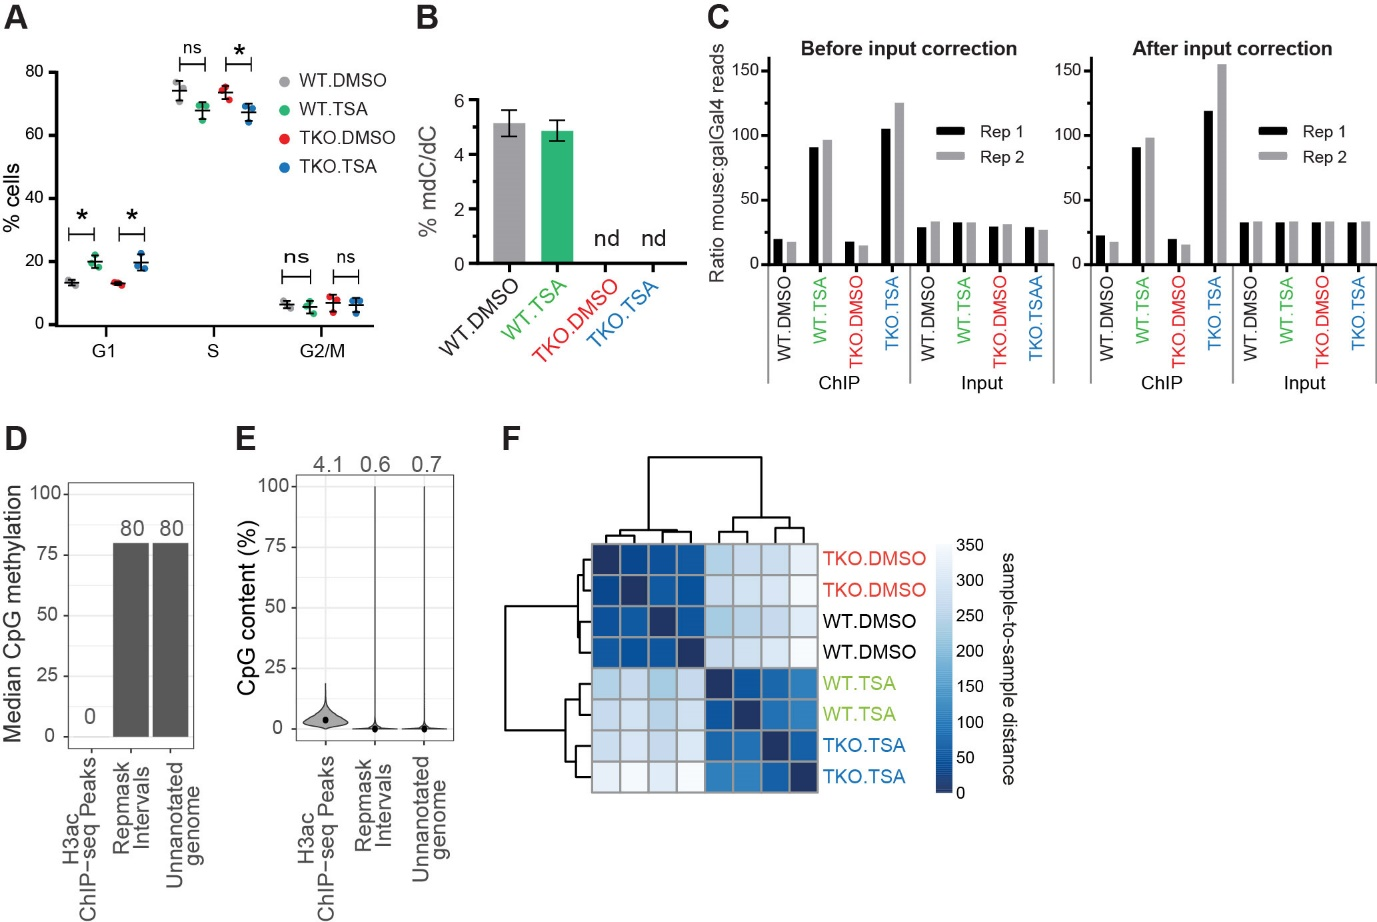 A
% cells
80
60
40
20
0
ns
*
*
*
ns
ns
G1
S
G2/M
WT.DMSO
WT.TSA
TKO.DMSO
TKO.TSA
B
% mdC/dC
6
4
2
0
nd
nd
WT.DMSO
WT.TSA
TKO.DMSO
TKO.TSA
C
Ratio mouse:galGal4 reads
Before input correction
150
100
50
0
Rep 1
Rep 2
WT.DMSO
WT.TSA
TKO.DMSO
TKO.TSA
WT.DMSO
WT.TSA
TKO.DMSO
TKO.TSAA
ChIP
Input
After input correction
150
100
50
0
Rep 1
Rep 2
WT.DMSO
WT.TSA
TKO.DMSO
TKO.TSA
WT.DMSO
WT.TSA
TKO.DMSO
TKO.TSA
ChIP
Input
D
Median CpG methylation
100
75
50
25
0
0
80
80
H3ac
ChIP−seq Peaks
Repmask
Intervals
Unnanotated
genome
E
CpG content (%)
4.1
0.6
0.7
100
75
50
25
0
H3ac
ChIP−seq Peaks
Repmask
Intervals
Unnanotated
genome
F
TKO.DMSO
TKO.DMSO
WT.DMSO
WT.DMSO
WT.TSA
WT.TSA
TKO.TSA
TKO.TSA
350
300
250
200
150
100
50
0
sample-to-sample distance